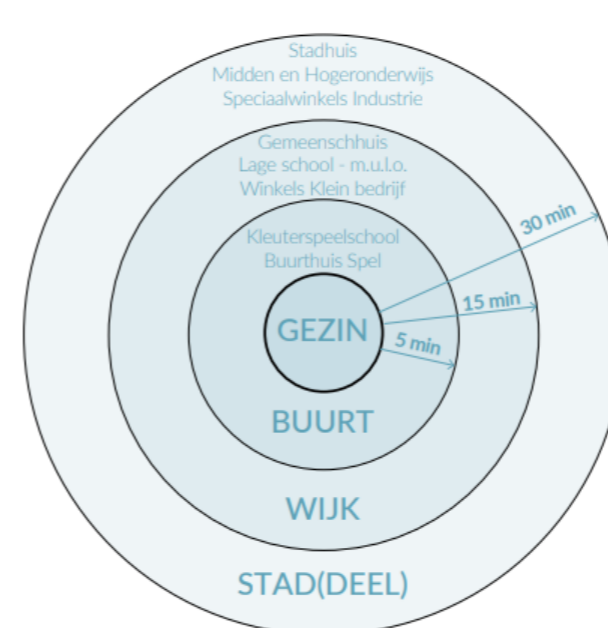 Stadhuis
Midden en Hogeronderwijs
Speciaalwinkels Industrie
Gemeenschhuis
Lage school - m.u.l.o.
Winkels Klein bedrijf
Kleuterspeelschool
Buurthuis Spel
30 min
15 min
5 min
GEZIN
BUURT
WIJK
STAD(DEEL)